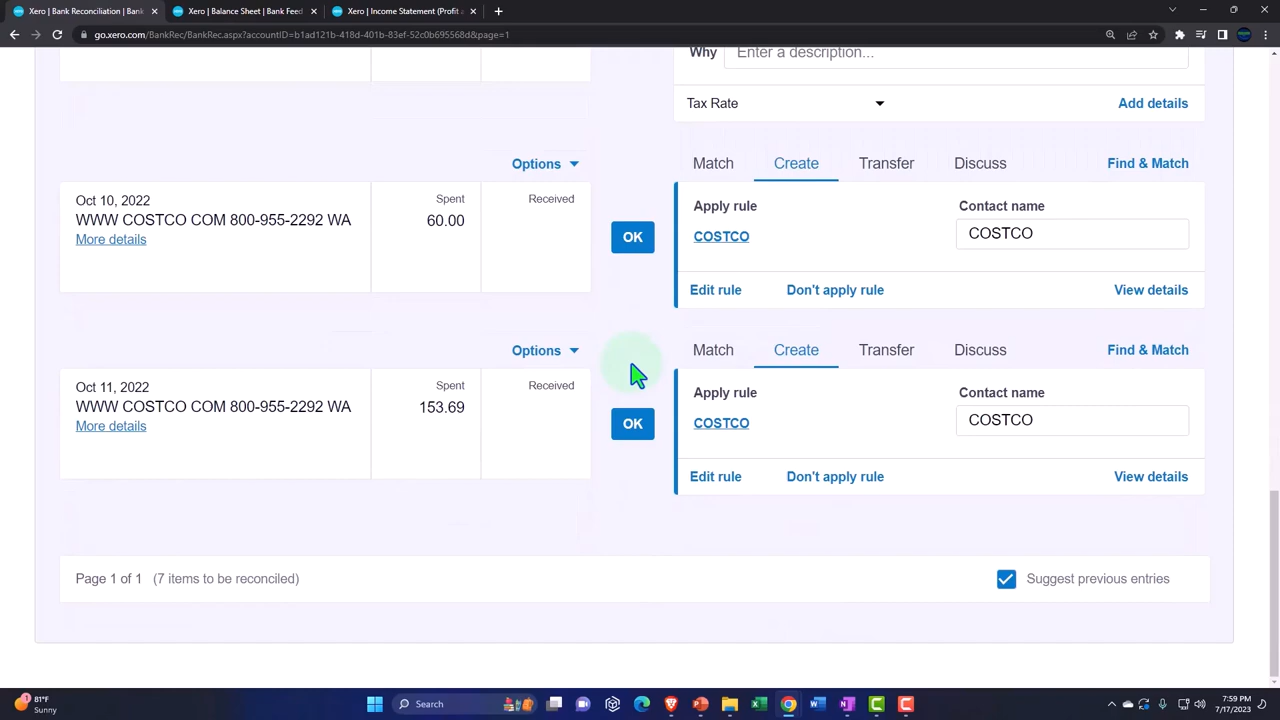 Xero | Bank Reconciliation | Bank
Xero | Balance Sheet | Bank Feed
Xero | Income Statement (Profit a
go.xero.com/BankRec/BankRec.aspx?accountID=b1ad121b-418d-401b-83ef-52c0b695568d&page=1
Why Enter a description...
Tax Rate Add details
Options Match Create Transfer Discuss Find & Match
Oct 10, 2022 Spent Received Apply rule Contact name
WWW COSTCO COM 800-955-2292 WA 60.00 OK COSTCO COSTCO
More details
Edit rule Don't apply rule View details
Options Match Create Transfer Discuss Find & Match
Oct 11, 2022 Spent Received Apply rule Contact name
WWW COSTCO COM 800-955-2292 WA 153.69 OK COSTCO COSTCO
More details
Edit rule Don't apply rule View details
Page 1 of 1 (7 items to be reconciled) Suggest previous entries
81°F
Sunny
Search
7:59 PM
7/17/2023